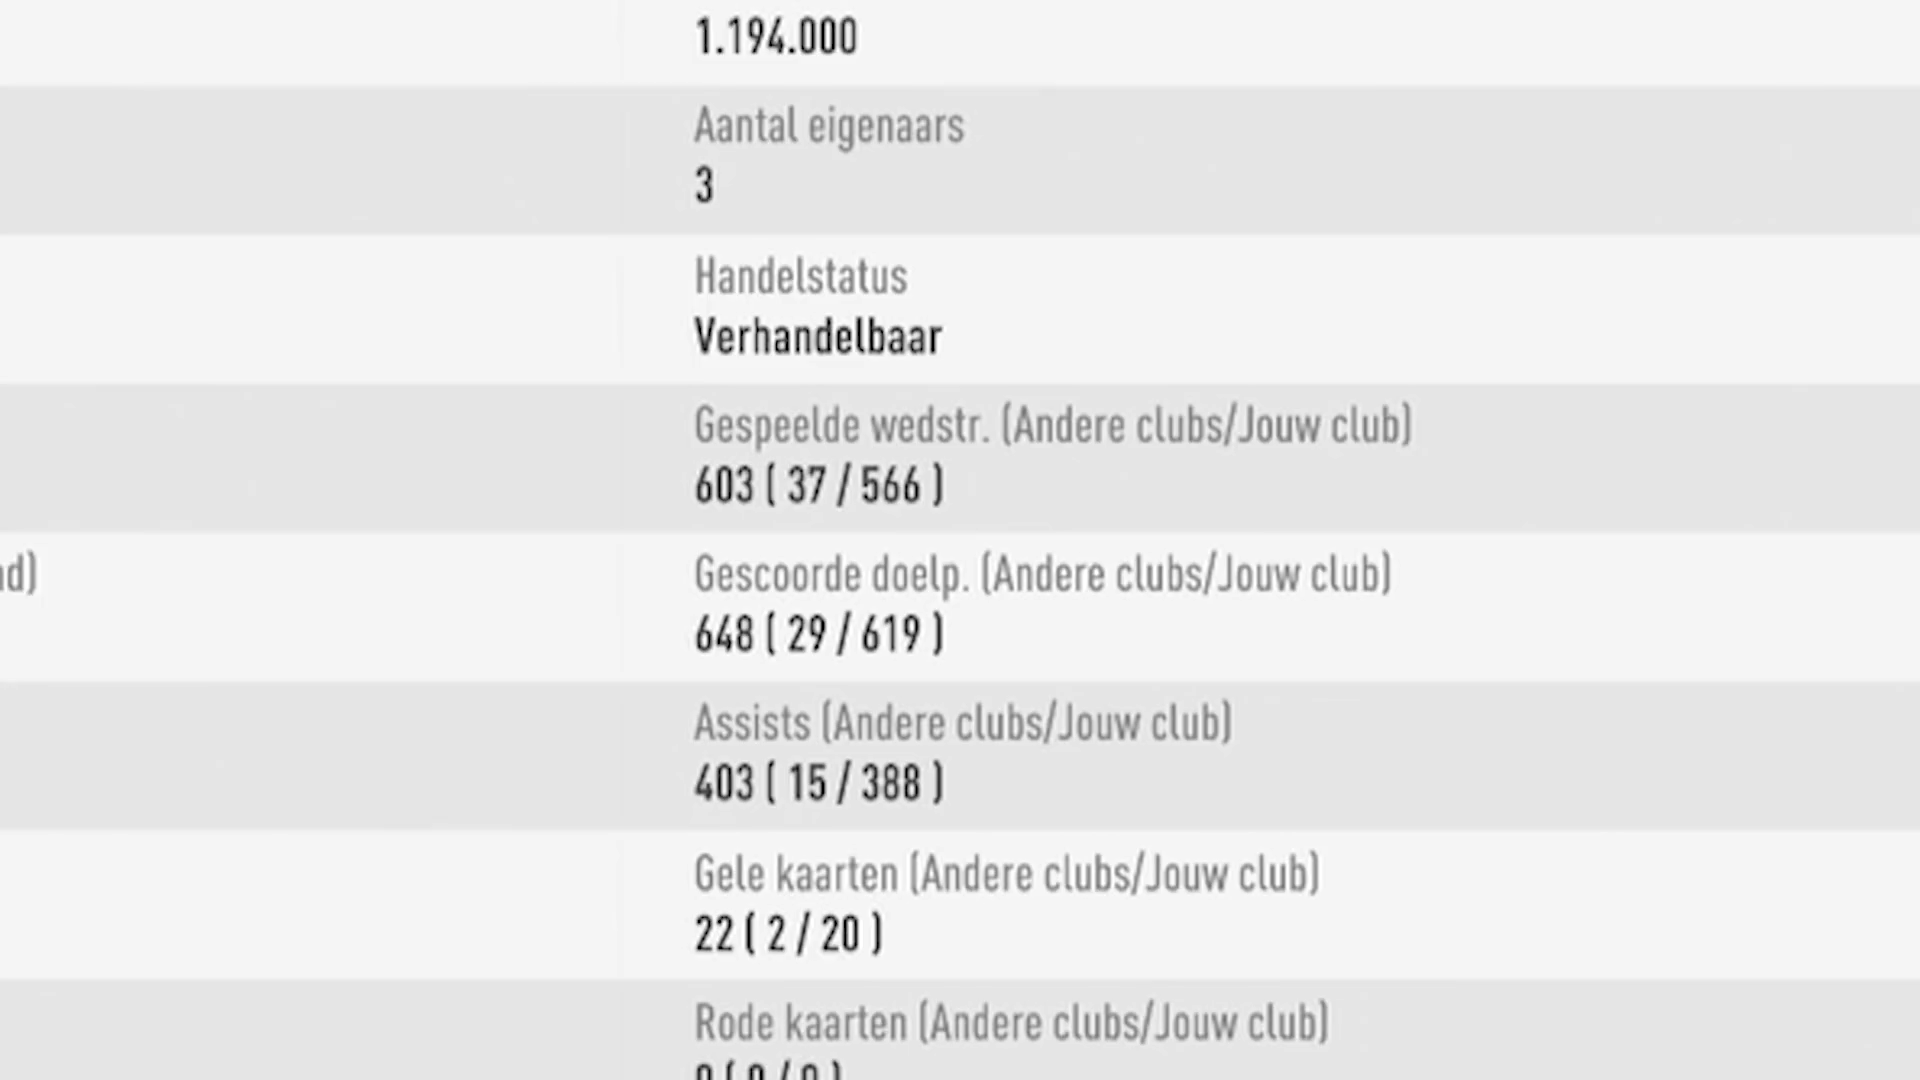 1.194.000
Aantal eigenaars
3
Handelstatus
Verhandelbaar
Gespeelde wedstr. (Andere clubs/Jouw club)
603 ( 37 / 566 )
Gescoorde doelp. (Andere clubs/Jouw club)
648 ( 29 / 619 )
Assists (Andere clubs/Jouw club)
403 ( 15 / 388 )
Gele kaarten (Andere clubs/Jouw club)
22 ( 2 / 20 )
Rode kaarten (Andere clubs/Jouw club)